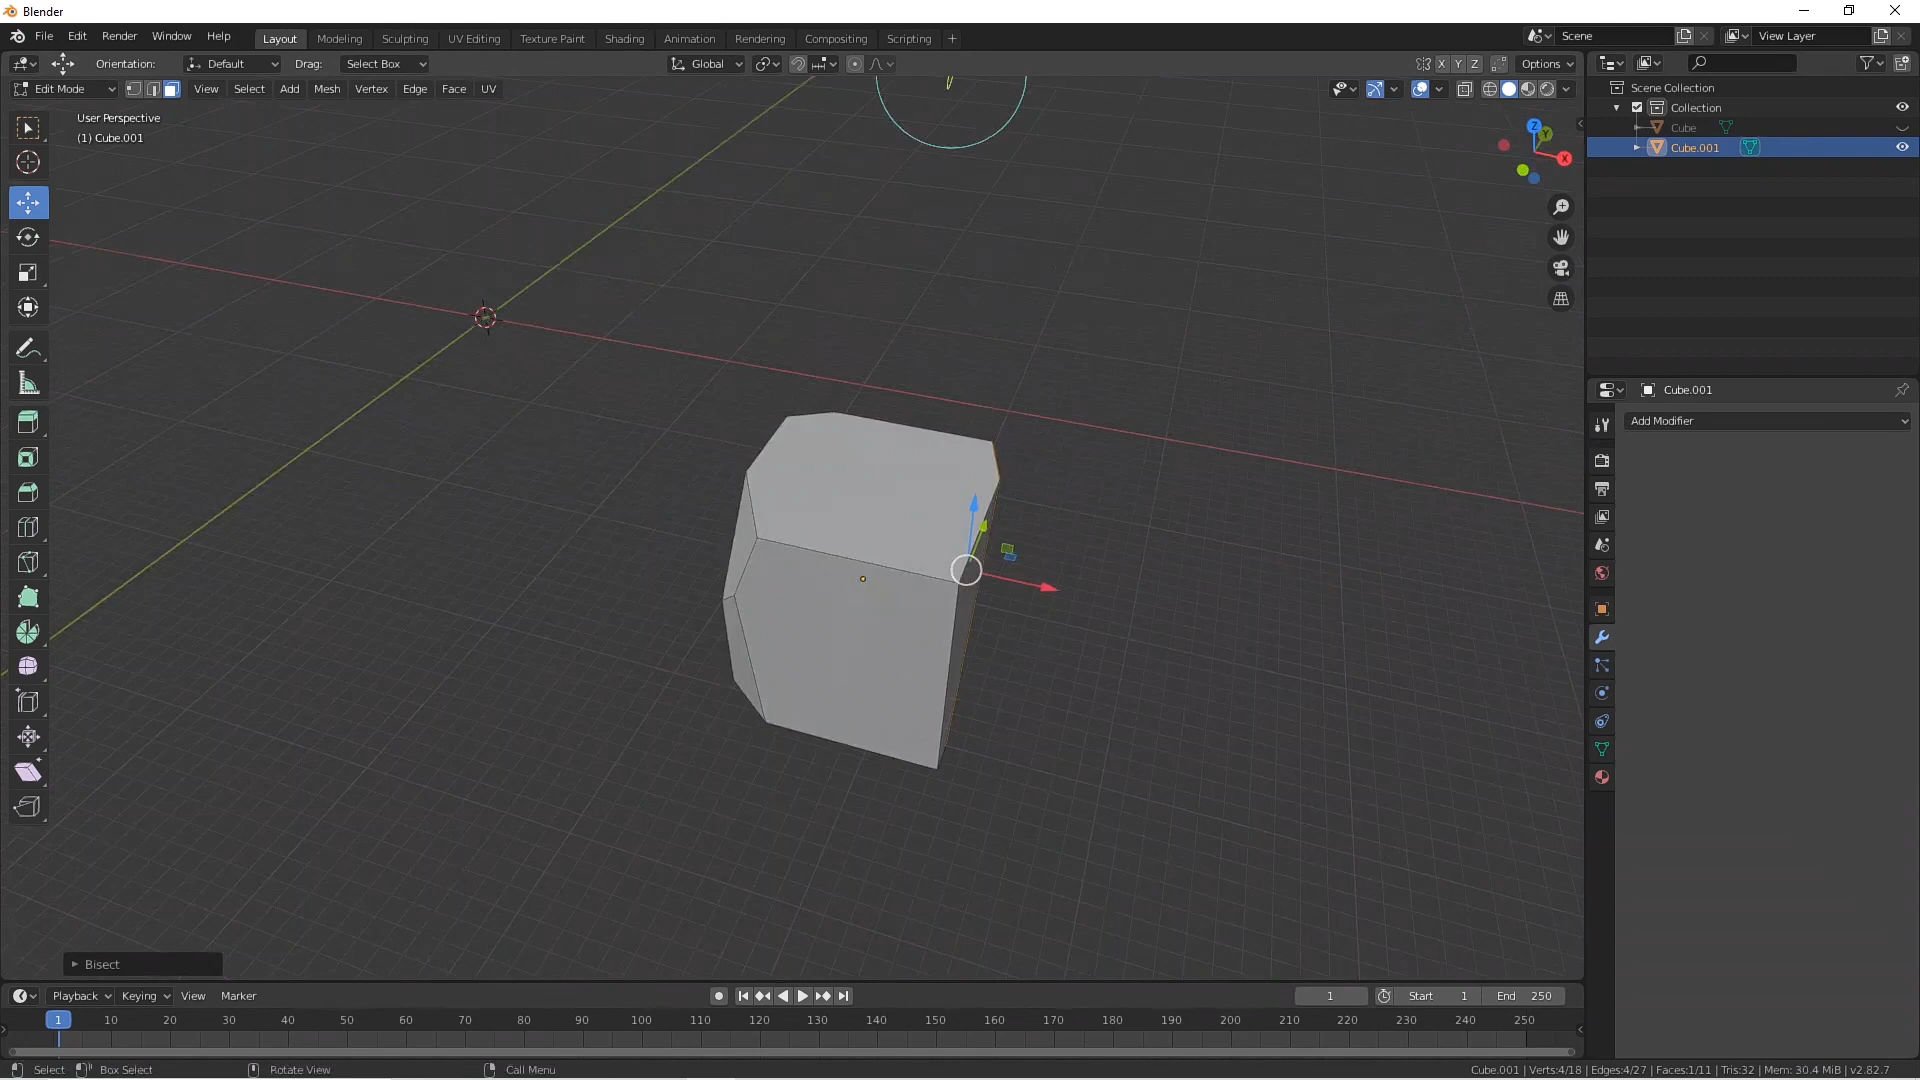 Blender
File Edit Render Window Help Layout Modeling Sculpting UV Editing Texture Paint Shading Animation Rendering Compositing Scripting + Scene View Layer
Orientation: Default Drag: Select Box Global X Y Z Options
Edit Mode View Select Add Mesh Vertex Edge Face UV
Scene Collection
Collection
Cube
Cube.001
User Perspective
(1) Cube.001
Z
Y
X
Cube.001
Add Modifier
Bisect
Playback Keying View Marker 1 Start 1 End 250
1 10 20 30 40 50 60 70 80 90 100 110 120 130 140 150 160 170 180 190 200 210 220 230 240 250
Select Box Select Rotate View Call Menu Cube.001 | Verts:4/18 | Edges:4/27 | Faces:1/11 | Tris:32 | Mem: 30.4 MiB | v2.82.7